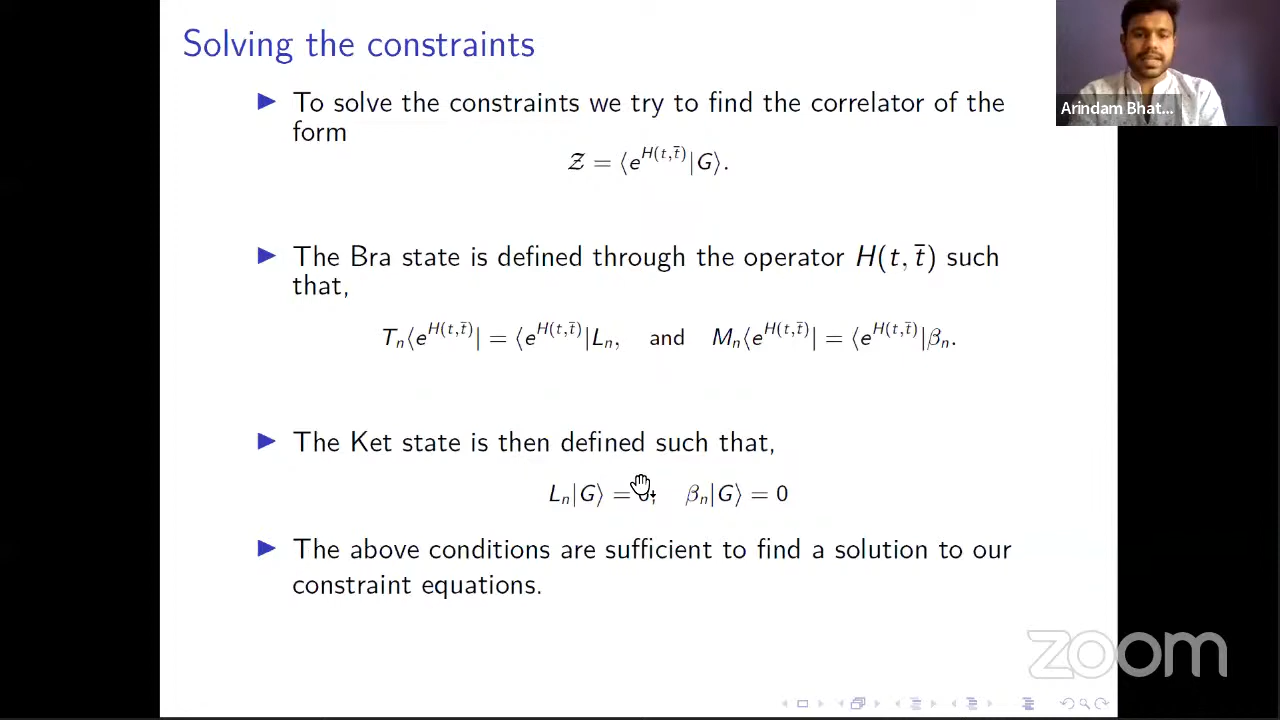 Solving the constraints
Arindam Bhat...
▶ To solve the constraints we try to find the correlator of the
form
𝒵 = ⟨e^{H(t,t̄)}|G⟩.
▶ The Bra state is defined through the operator H(t, t̄) such
that,
T_n⟨e^{H(t,t̄)}| = ⟨e^{H(t,t̄)}|L_n, and M_n⟨e^{H(t,t̄)}| = ⟨e^{H(t,t̄)}|β_n.
▶ The Ket state is then defined such that,
L_n|G⟩ = , β_n|G⟩ = 0
▶ The above conditions are sufficient to find a solution to our
constraint equations.
zoom